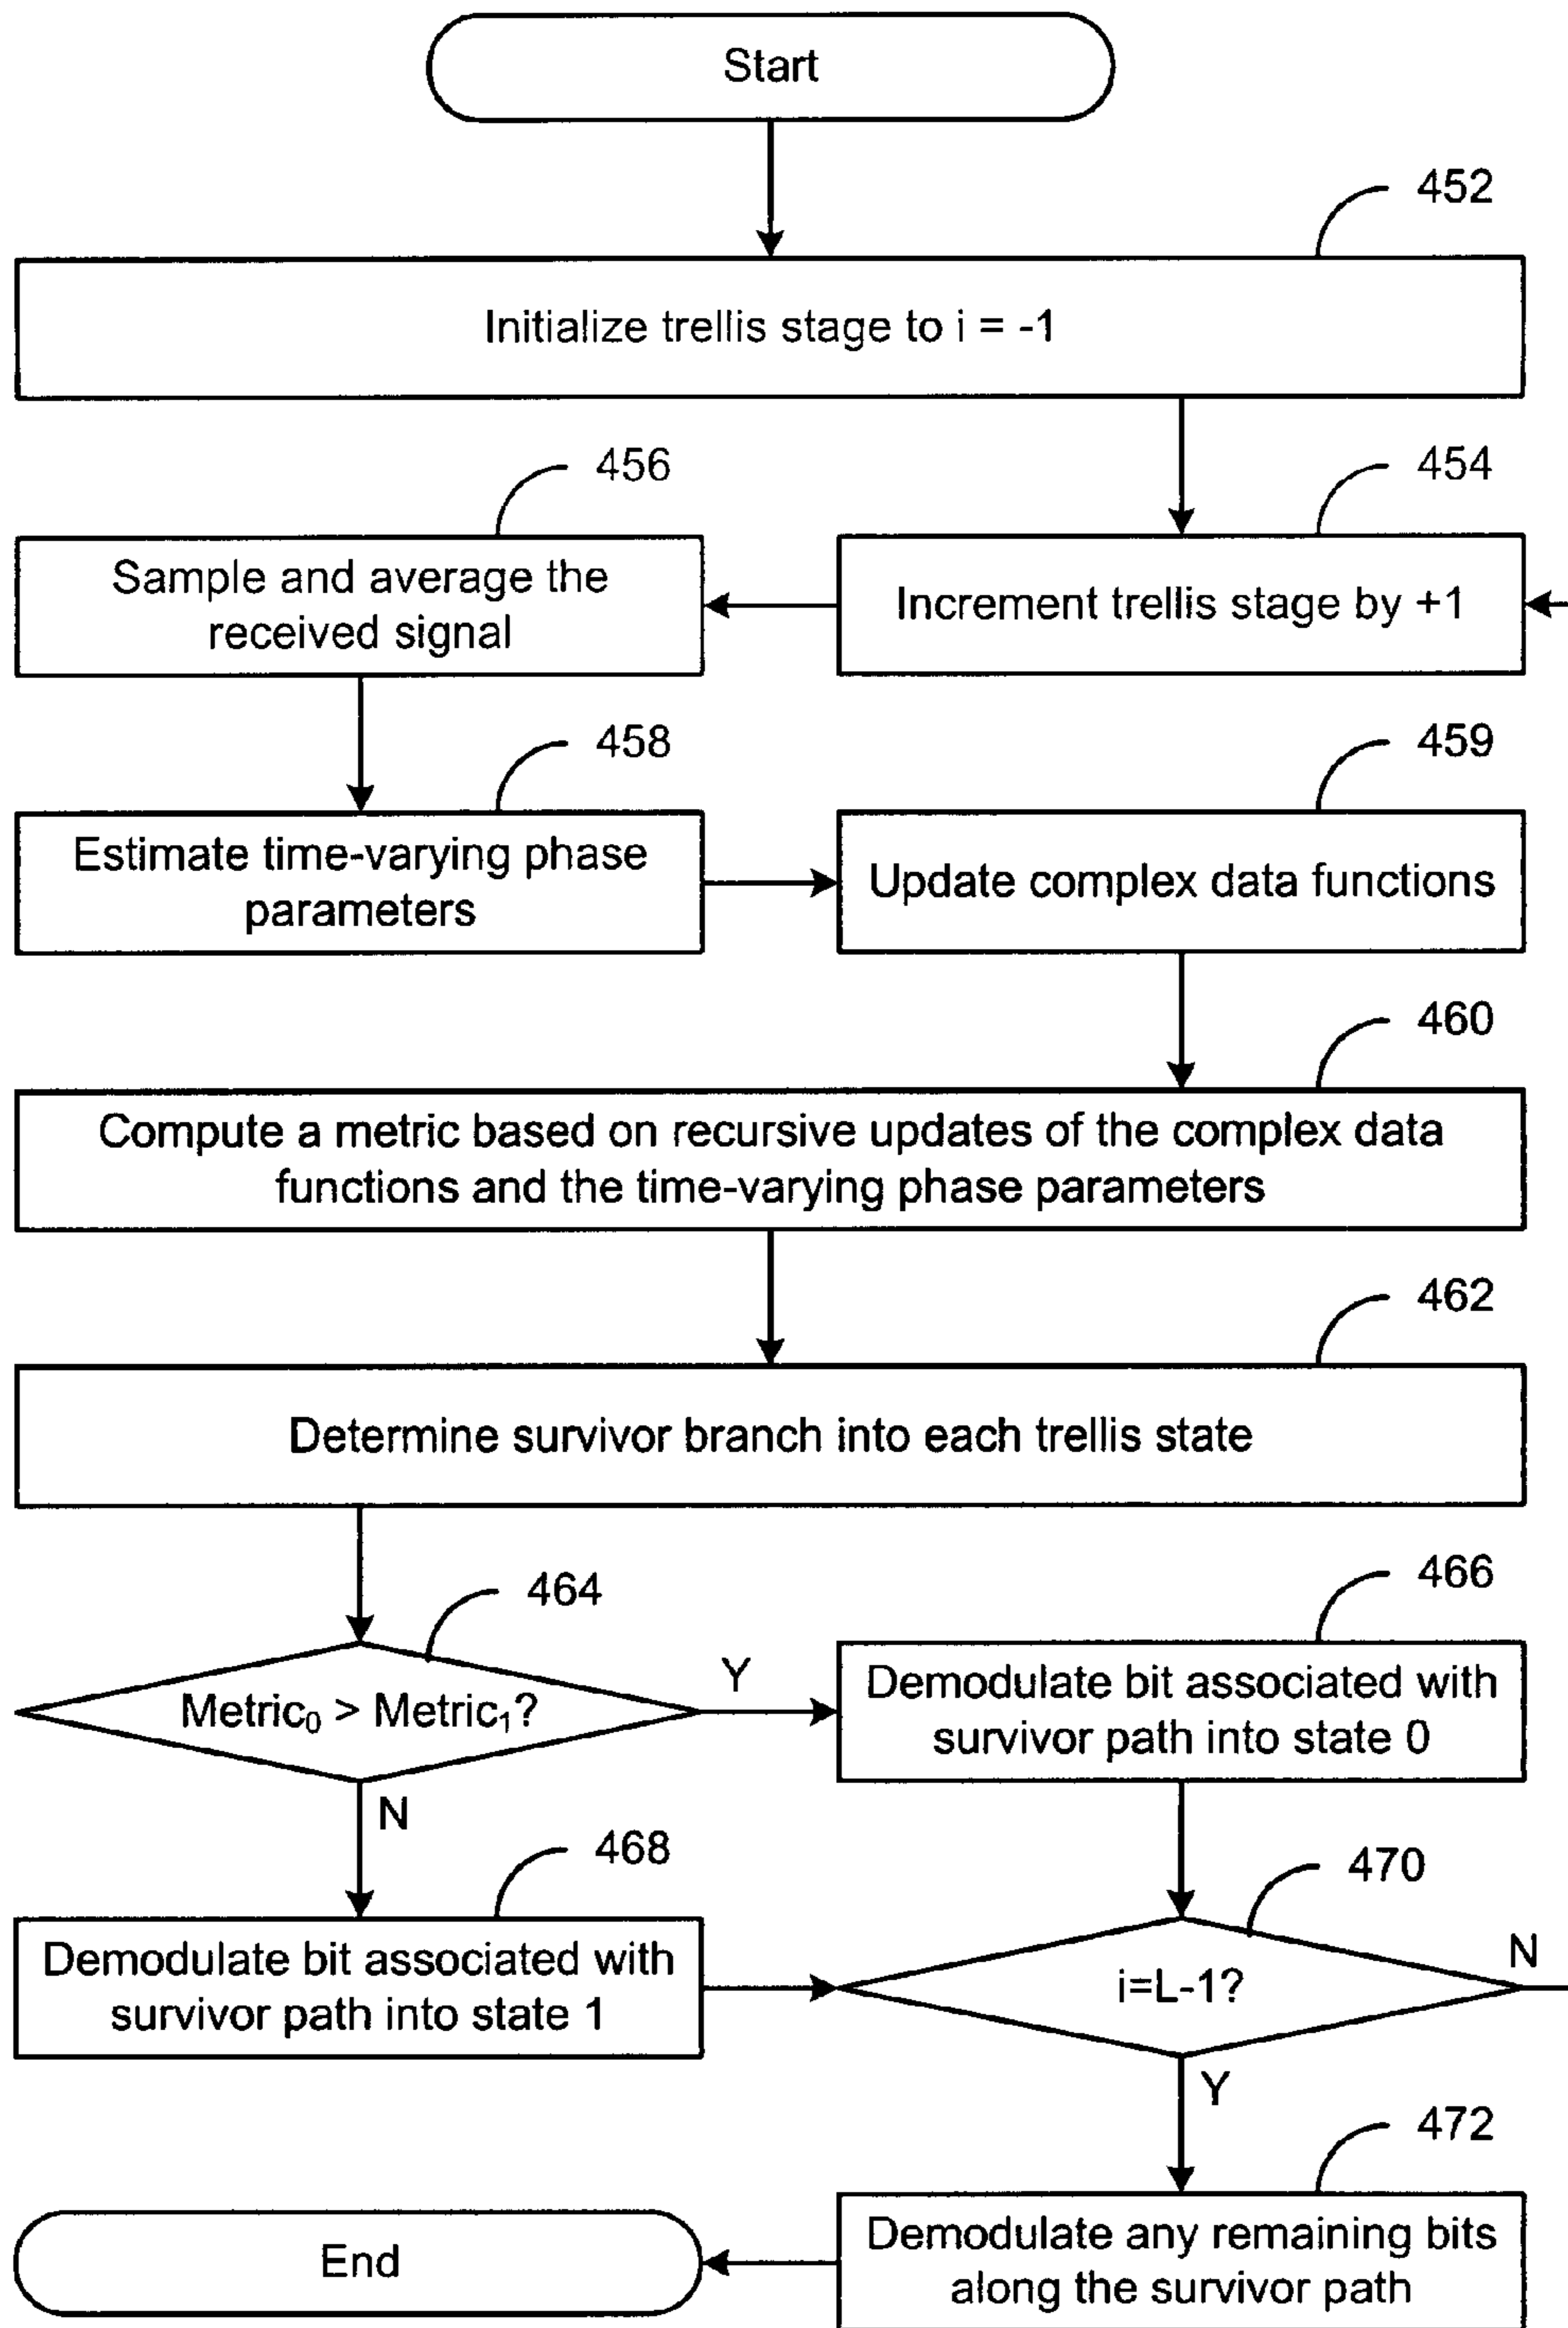 Start
452
Initialize trellis stage to i = -1
456
454
Sample and average the
received signal
Increment trellis stage by +1
458
459
Estimate time-varying phase
parameters
Update complex data functions
460
Compute a metric based on recursive updates of the complex data
functions and the time-varying phase parameters
462
Determine survivor branch into each trellis state
464
466
Metric₀ > Metric₁?
Y
Demodulate bit associated with
survivor path into state 0
N
468
470
Demodulate bit associated with
survivor path into state 1
i=L-1?
N
Y
472
End
Demodulate any remaining bits
along the survivor path